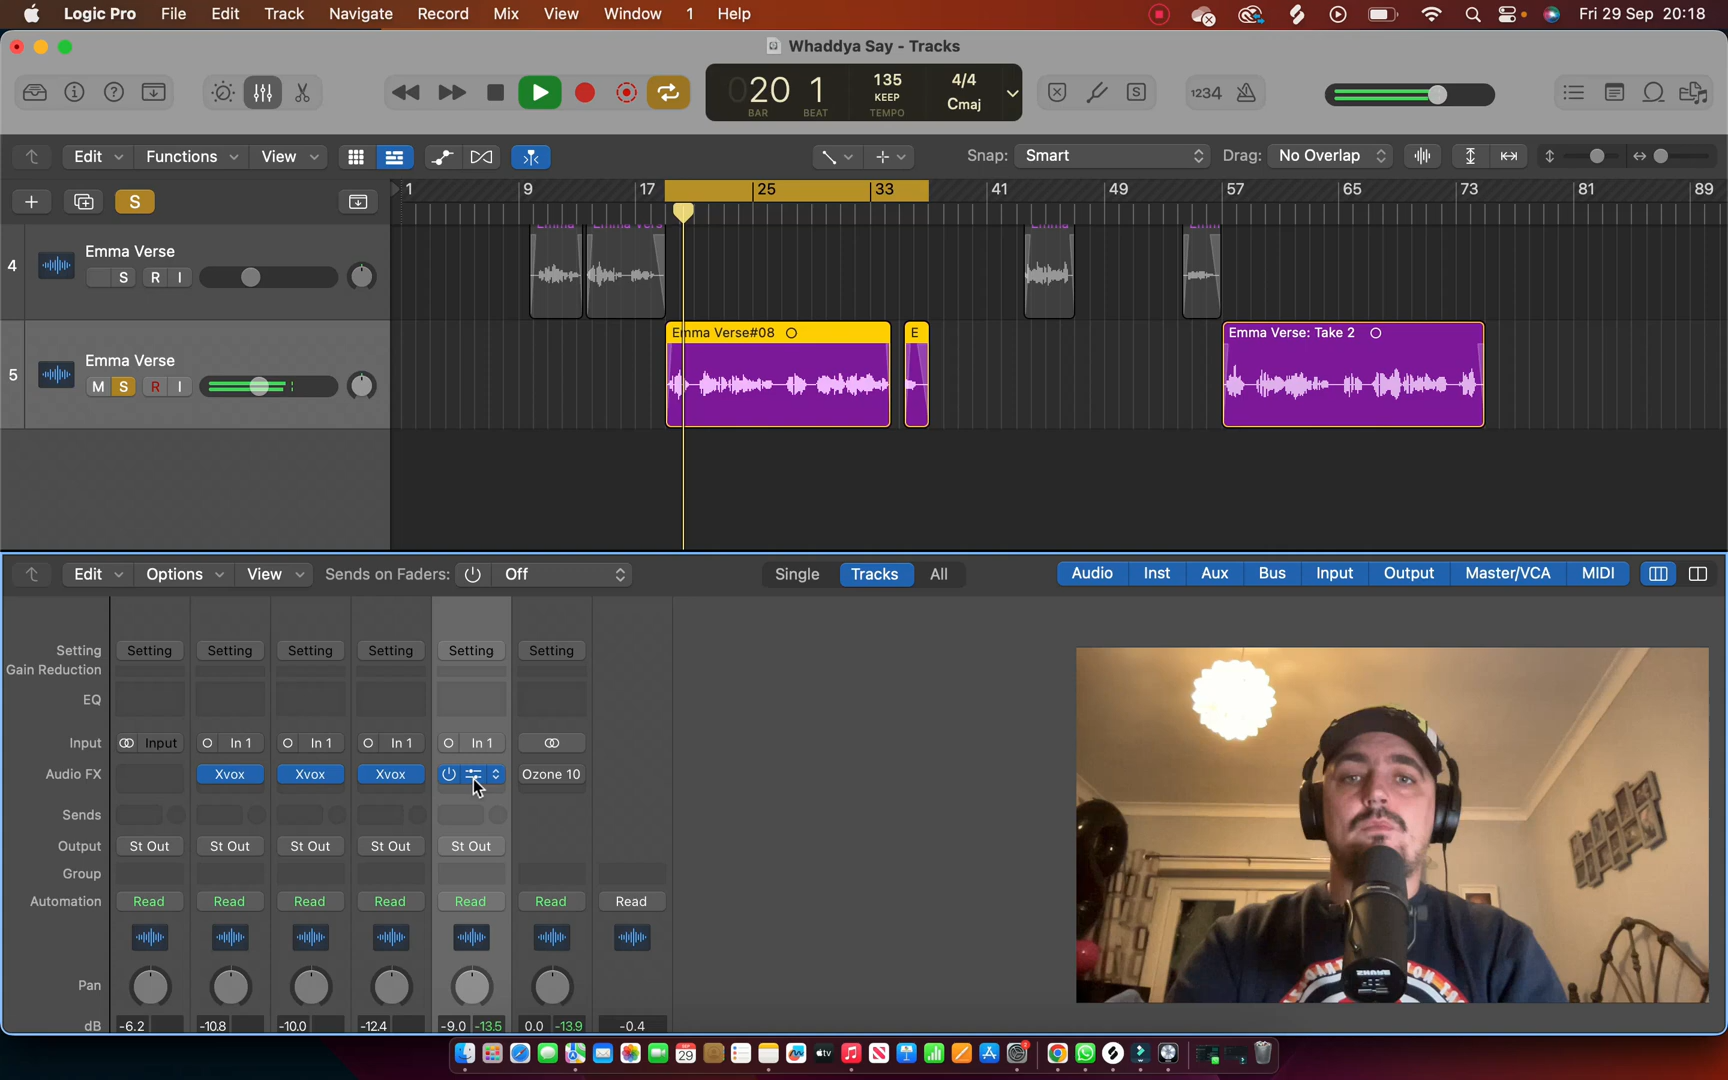 Logic Pro File Edit Track Navigate Record Mix View Window 1 Help Fri 29 Sep 20:18
Whaddya Say - Tracks
20 1 135 4/4
KEEP Cmaj
BAR BEAT TEMPO
1234
Edit Functions View Snap: Smart Drag: No Overlap
1 9 17 25 33 41 49 57 65 73 81 89
S
4 Emma Verse
S R I
5 Emma Verse
M S R I
Emma Verse#08
E
Emma Verse: Take 2
Edit Options View Sends on Faders: Off Single Tracks All Audio Inst Aux Bus Input Output Master/VCA MIDI
Setting Setting Setting Setting Setting Setting Setting
Gain Reduction
EQ
Input Input In 1 In 1 In 1 In 1
Audio FX Xvox Xvox Xvox Ozone 10
Sends
Output St Out St Out St Out St Out St Out
Group
Automation Read Read Read Read Read Read Read
Pan
dB -6.2 -10.8 -10.0 -12.4 -9.0 -13.5 0.0 -13.9 -0.4